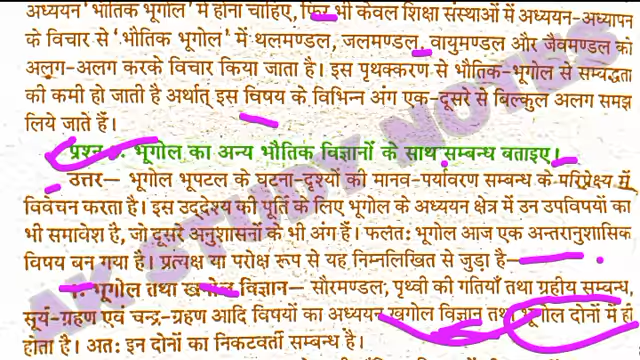 अध्ययन 'भौतिक भूगोल' में होना चाहिए, फिर भी केवल शिक्षा संस्थाओं में अध्ययन-अध्यापन
के विचार से 'भौतिक भूगोल' में थलमण्डल, जलमण्डल, वायुमण्डल और जैवमण्डल को
अलग-अलग करके विचार किया जाता है। इस पृथक्करण से भौतिक-भूगोल से सम्बद्धता
की कमी हो जाती है अर्थात् इस विषय के विभिन्न अंग एक-दूसरे से बिल्कुल अलग समझ
लिये जाते हैं।
प्रश्न भूगोल का अन्य भौतिक विज्ञानों के साथ सम्बन्ध बताइए।
उत्तर— भूगोल भूपटल के घटना-दृश्यों की मानव-पर्यावरण सम्बन्ध के परिप्रेक्ष्य में
विवेचन करता है। इस उद्देश्य की पूर्ति के लिए भूगोल के अध्ययन क्षेत्र में उन उपविषयों का
भी समावेश है, जो दूसरे अनुशासनों के भी अंग हैं। फलतः भूगोल आज एक अन्तरानुशासिक
विषय बन गया है। प्रत्यक्ष या परोक्ष रूप से यह निम्नलिखित से जुड़ा है—
भूगोल तथा खगोल विज्ञान— सौरमण्डल, पृथ्वी की गतियाँ तथा ग्रहीय सम्बन्ध,
सूर्य-ग्रहण एवं चन्द्र-ग्रहण आदि विषयों का अध्ययन खगोल विज्ञान तथा भूगोल दोनों में ही
होता है। अतः इन दोनों का निकटवर्ती सम्बन्ध है।
AK STUDY NOTES